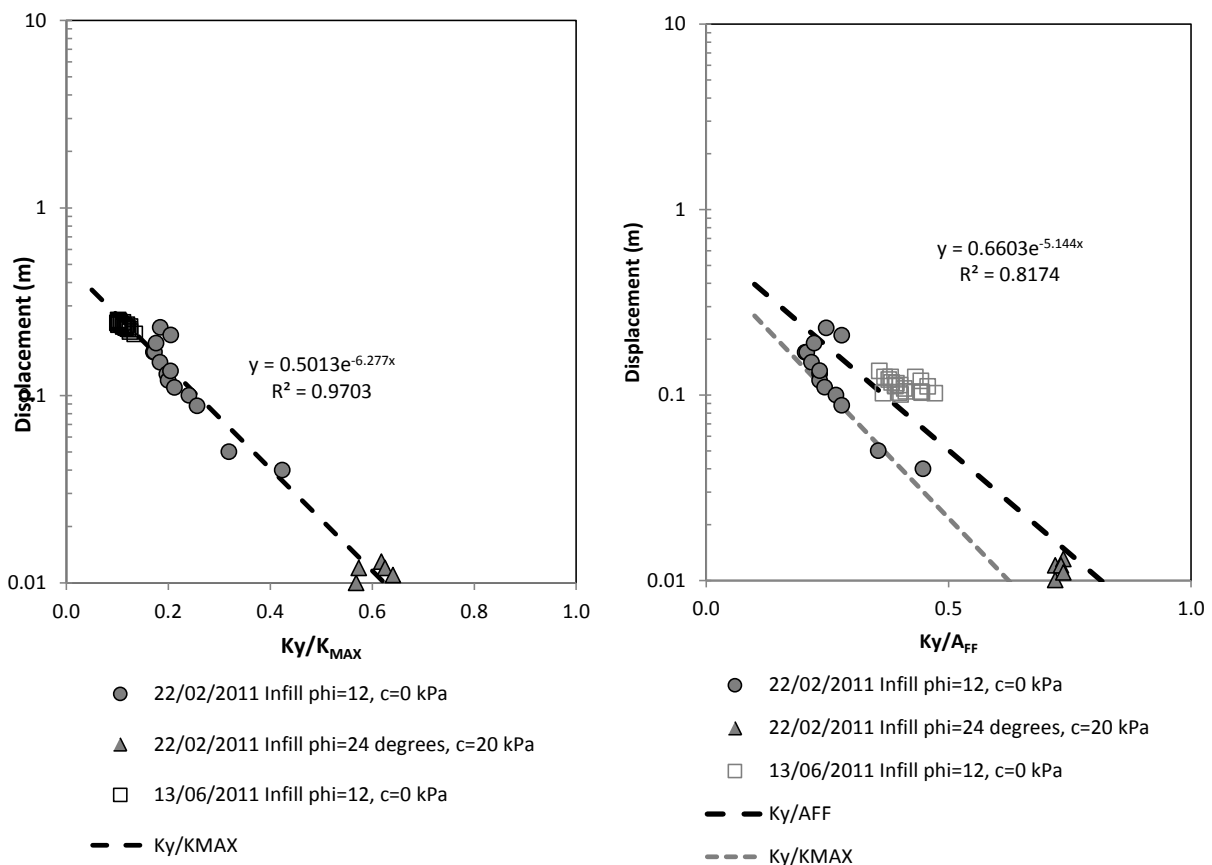 10
1
0.1
0.01
Displacement (m)
y = 0.5013e^-6.277x
R² = 0.9703
0.0 0.2 0.4 0.6 0.8 1.0
Ky/K_MAX
22/02/2011 Infill phi=12, c=0 kPa
22/02/2011 Infill phi=24 degrees, c=20 kPa
13/06/2011 Infill phi=12, c=0 kPa
Ky/KMAX
10
1
0.1
0.01
Displacement (m)
y = 0.6603e^-5.144x
R² = 0.8174
0.0 0.5 1.0
Ky/A_FF
22/02/2011 Infill phi=12, c=0 kPa
22/02/2011 Infill phi=24 degrees, c=20 kPa
13/06/2011 Infill phi=12, c=0 kPa
Ky/AFF
Ky/KMAX